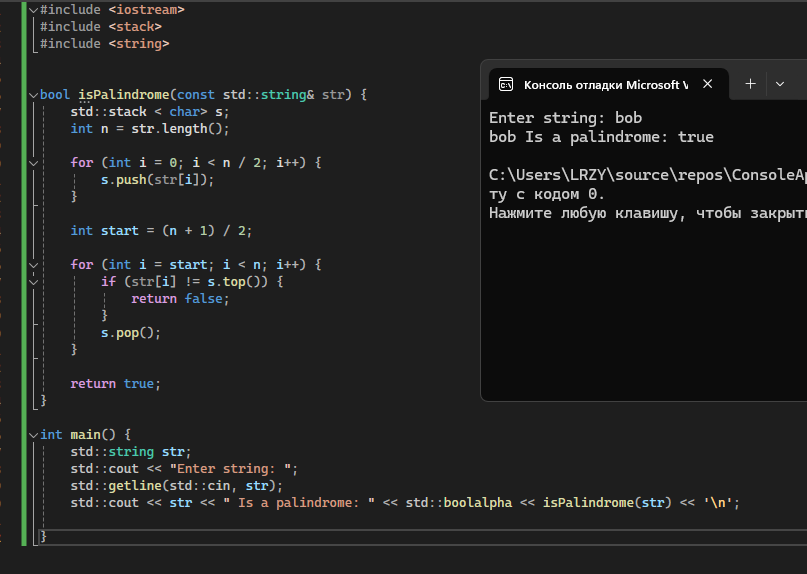 #include <iostream>
#include <stack>
#include <string>
bool isPalindrome(const std::string& str) {
std::stack < char> s;
int n = str.length();
for (int i = 0; i < n / 2; i++) {
s.push(str[i]);
}
int start = (n + 1) / 2;
for (int i = start; i < n; i++) {
if (str[i] != s.top()) {
return false;
}
s.pop();
}
return true;
}
int main() {
std::string str;
std::cout << "Enter string: ";
std::getline(std::cin, str);
std::cout << str << " Is a palindrome: " << std::boolalpha << isPalindrome(str) << '\n';
}
Консоль отладки Microsoft V
Enter string: bob
bob Is a palindrome: true
C:\Users\LRZY\source\repos\ConsoleAp
ту с кодом 0.
Нажмите любую клавишу, чтобы закрыть